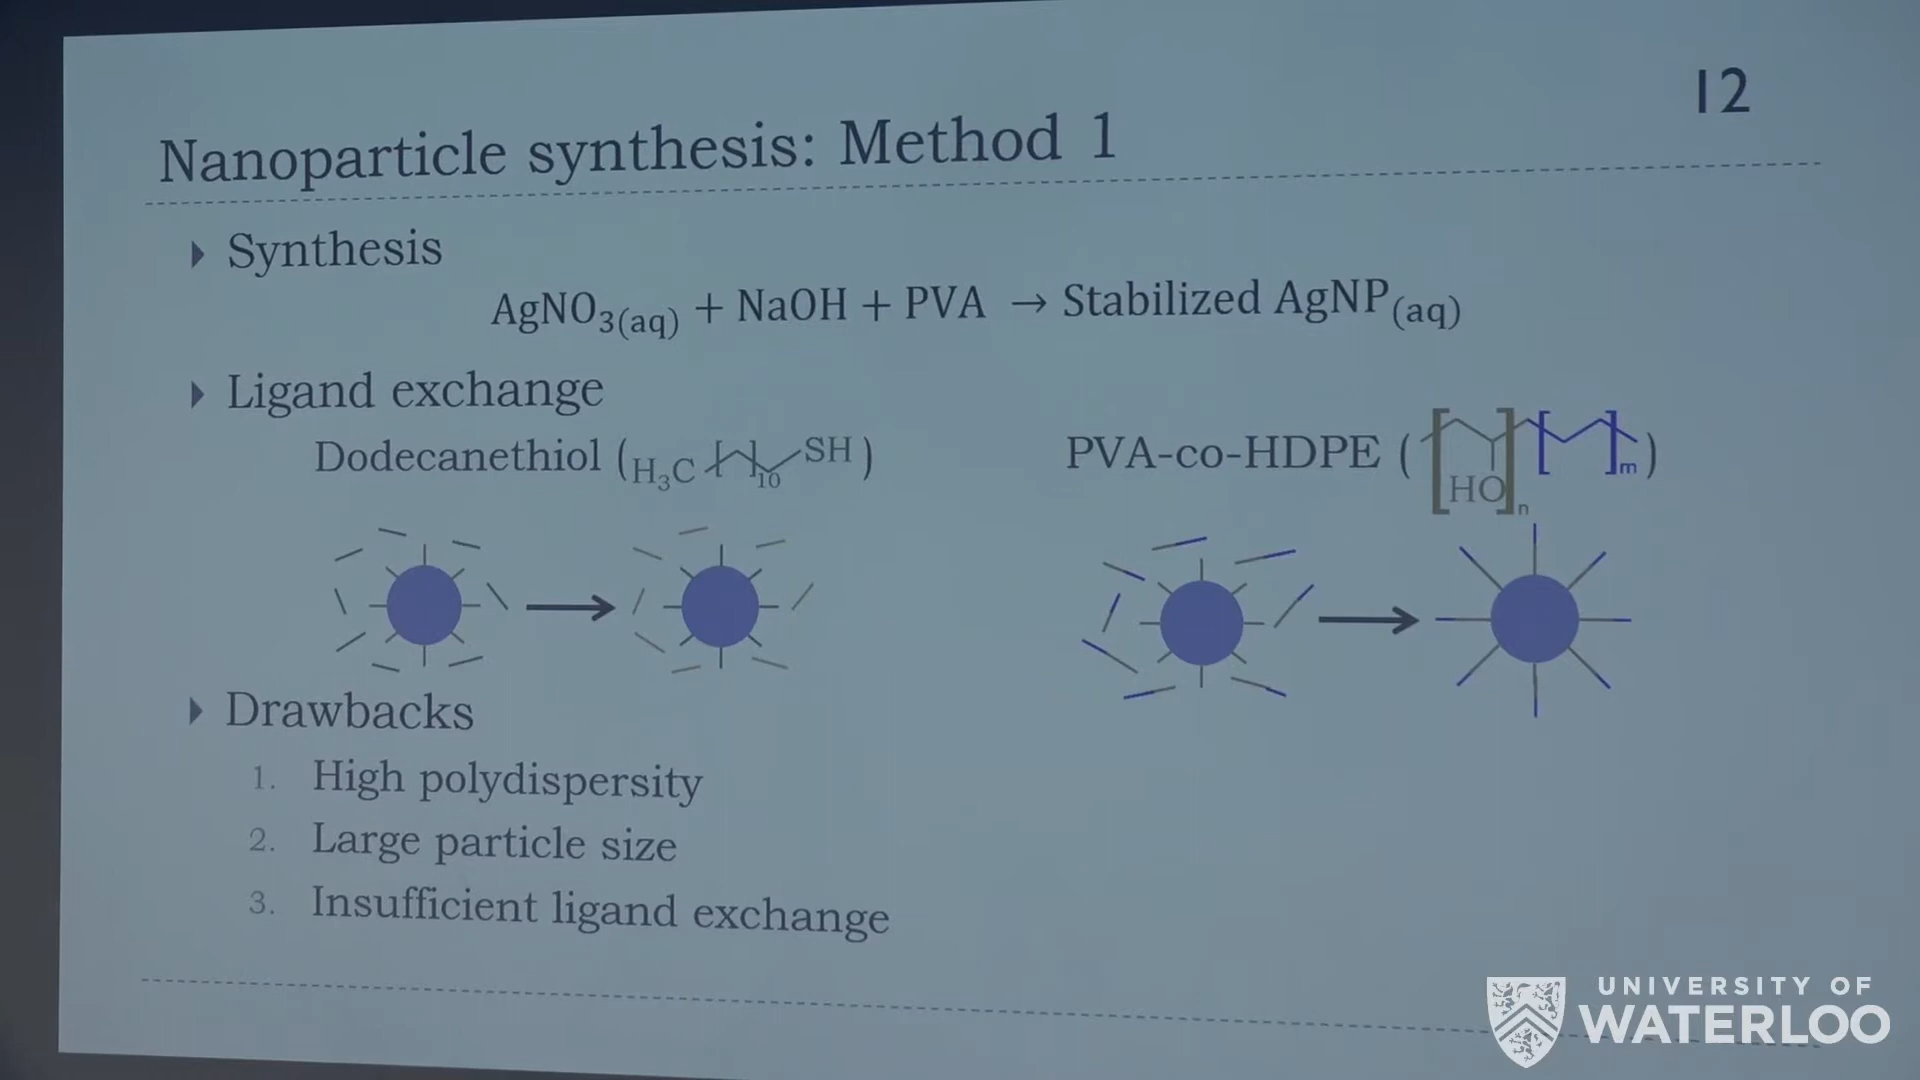 12
Nanoparticle synthesis: Method 1
Synthesis
AgNO3(aq) + NaOH + PVA → Stabilized AgNP(aq)
Ligand exchange
Dodecanethiol (H3C [ ]10 SH)
PVA-co-HDPE ([HO]n [ ]m)
Drawbacks
1. High polydispersity
2. Large particle size
3. Insufficient ligand exchange
UNIVERSITY OF
WATERLOO